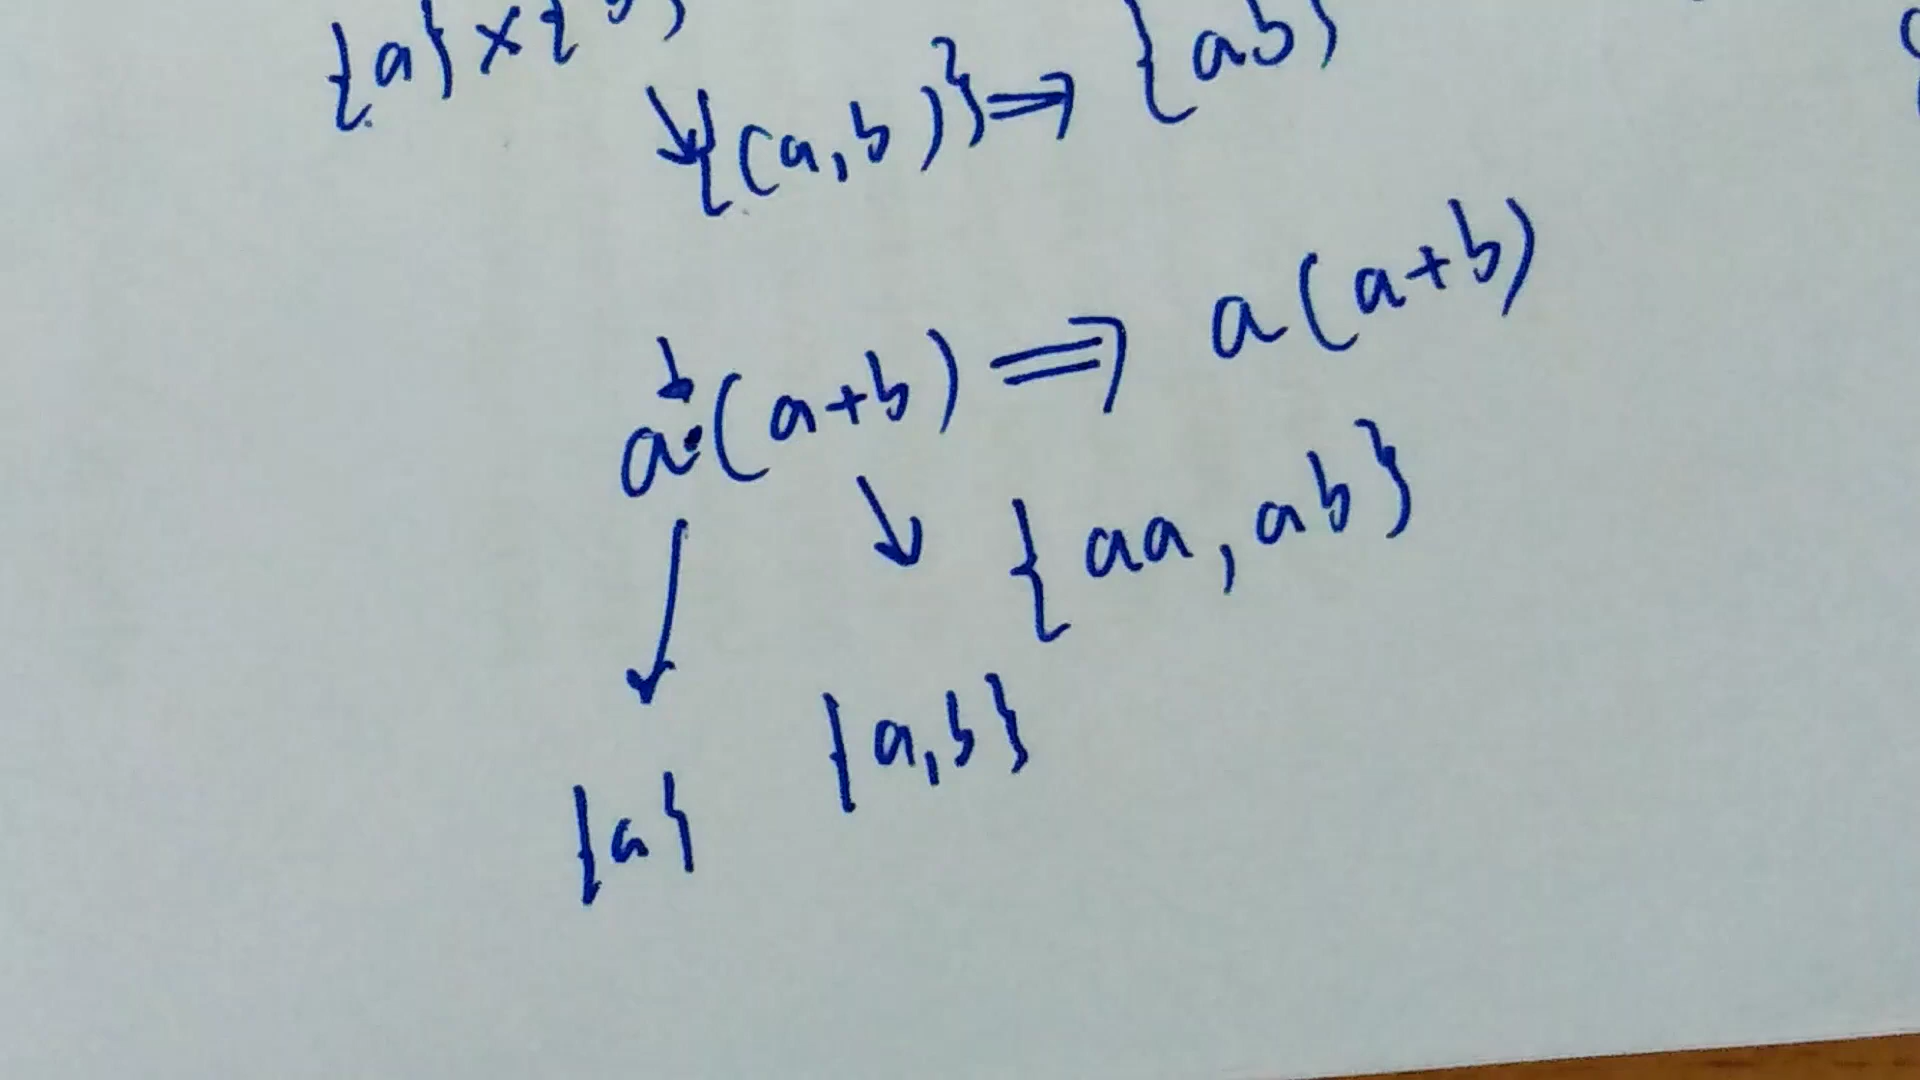 {a} × {
↓ {(a,b)} ⇒ {ab}
a·(a+b) ⇒ a(a+b)
↓ ↓ {aa, ab}
{a} {a,b}